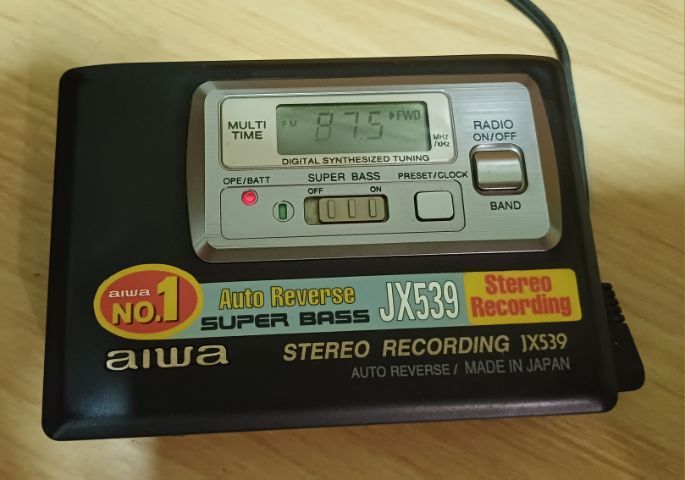 MULTI
TIME
FM 87.5 ▶FWD
MHz
/kHz
DIGITAL SYNTHESIZED TUNING
RADIO
ON/OFF
BAND
OPE/BATT
SUPER BASS
OFF ON
PRESET/CLOCK
aiwa
NO.1
Auto Reverse
SUPER BASS
JX539
Stereo
Recording
aiwa
STEREO RECORDING JX539
AUTO REVERSE / MADE IN JAPAN